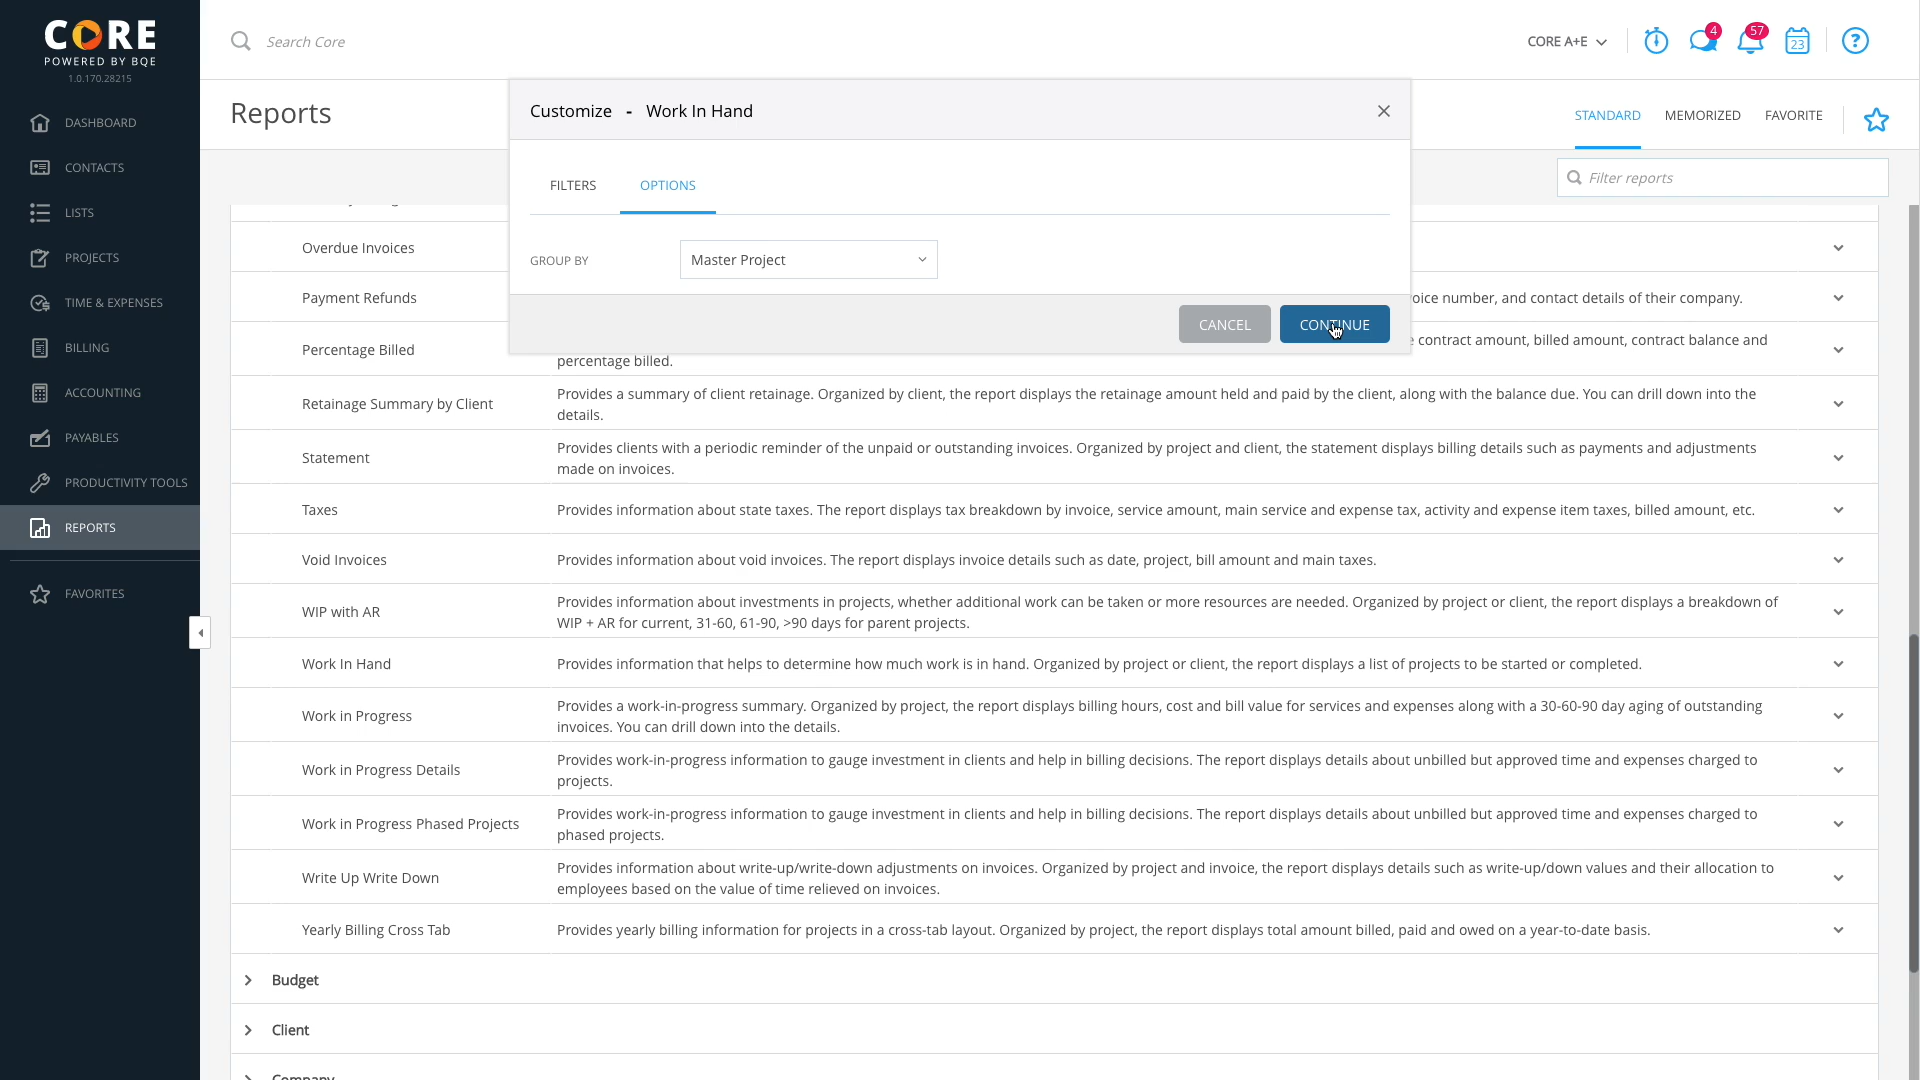 CORE
POWERED BY BQE
1.0.170.28215
DASHBOARD
CONTACTS
LISTS
PROJECTS
TIME & EXPENSES
BILLING
ACCOUNTING
PAYABLES
PRODUCTIVITY TOOLS
REPORTS
FAVORITES
Search Core
CORE A+E
4
57
23
?
Reports
STANDARD
MEMORIZED
FAVORITE
Filter reports
Customize - Work In Hand
FILTERS
OPTIONS
GROUP BY
Master Project
CANCEL
CONTINUE
Overdue Invoices
Payment Refunds
oice number, and contact details of their company.
Percentage Billed
contract amount, billed amount, contract balance and
percentage billed.
Retainage Summary by Client
Provides a summary of client retainage. Organized by client, the report displays the retainage amount held and paid by the client, along with the balance due. You can drill down into the
details.
Statement
Provides clients with a periodic reminder of the unpaid or outstanding invoices. Organized by project and client, the statement displays billing details such as payments and adjustments
made on invoices.
Taxes
Provides information about state taxes. The report displays tax breakdown by invoice, service amount, main service and expense tax, activity and expense item taxes, billed amount, etc.
Void Invoices
Provides information about void invoices. The report displays invoice details such as date, project, bill amount and main taxes.
WIP with AR
Provides information about investments in projects, whether additional work can be taken or more resources are needed. Organized by project or client, the report displays a breakdown of
WIP + AR for current, 31-60, 61-90, >90 days for parent projects.
Work In Hand
Provides information that helps to determine how much work is in hand. Organized by project or client, the report displays a list of projects to be started or completed.
Work in Progress
Provides a work-in-progress summary. Organized by project, the report displays billing hours, cost and bill value for services and expenses along with a 30-60-90 day aging of outstanding
invoices. You can drill down into the details.
Work in Progress Details
Provides work-in-progress information to gauge investment in clients and help in billing decisions. The report displays details about unbilled but approved time and expenses charged to
projects.
Work in Progress Phased Projects
Provides work-in-progress information to gauge investment in clients and help in billing decisions. The report displays details about unbilled but approved time and expenses charged to
phased projects.
Write Up Write Down
Provides information about write-up/write-down adjustments on invoices. Organized by project and invoice, the report displays details such as write-up/down values and their allocation to
employees based on the value of time relieved on invoices.
Yearly Billing Cross Tab
Provides yearly billing information for projects in a cross-tab layout. Organized by project, the report displays total amount billed, paid and owed on a year-to-date basis.
Budget
Client
Company